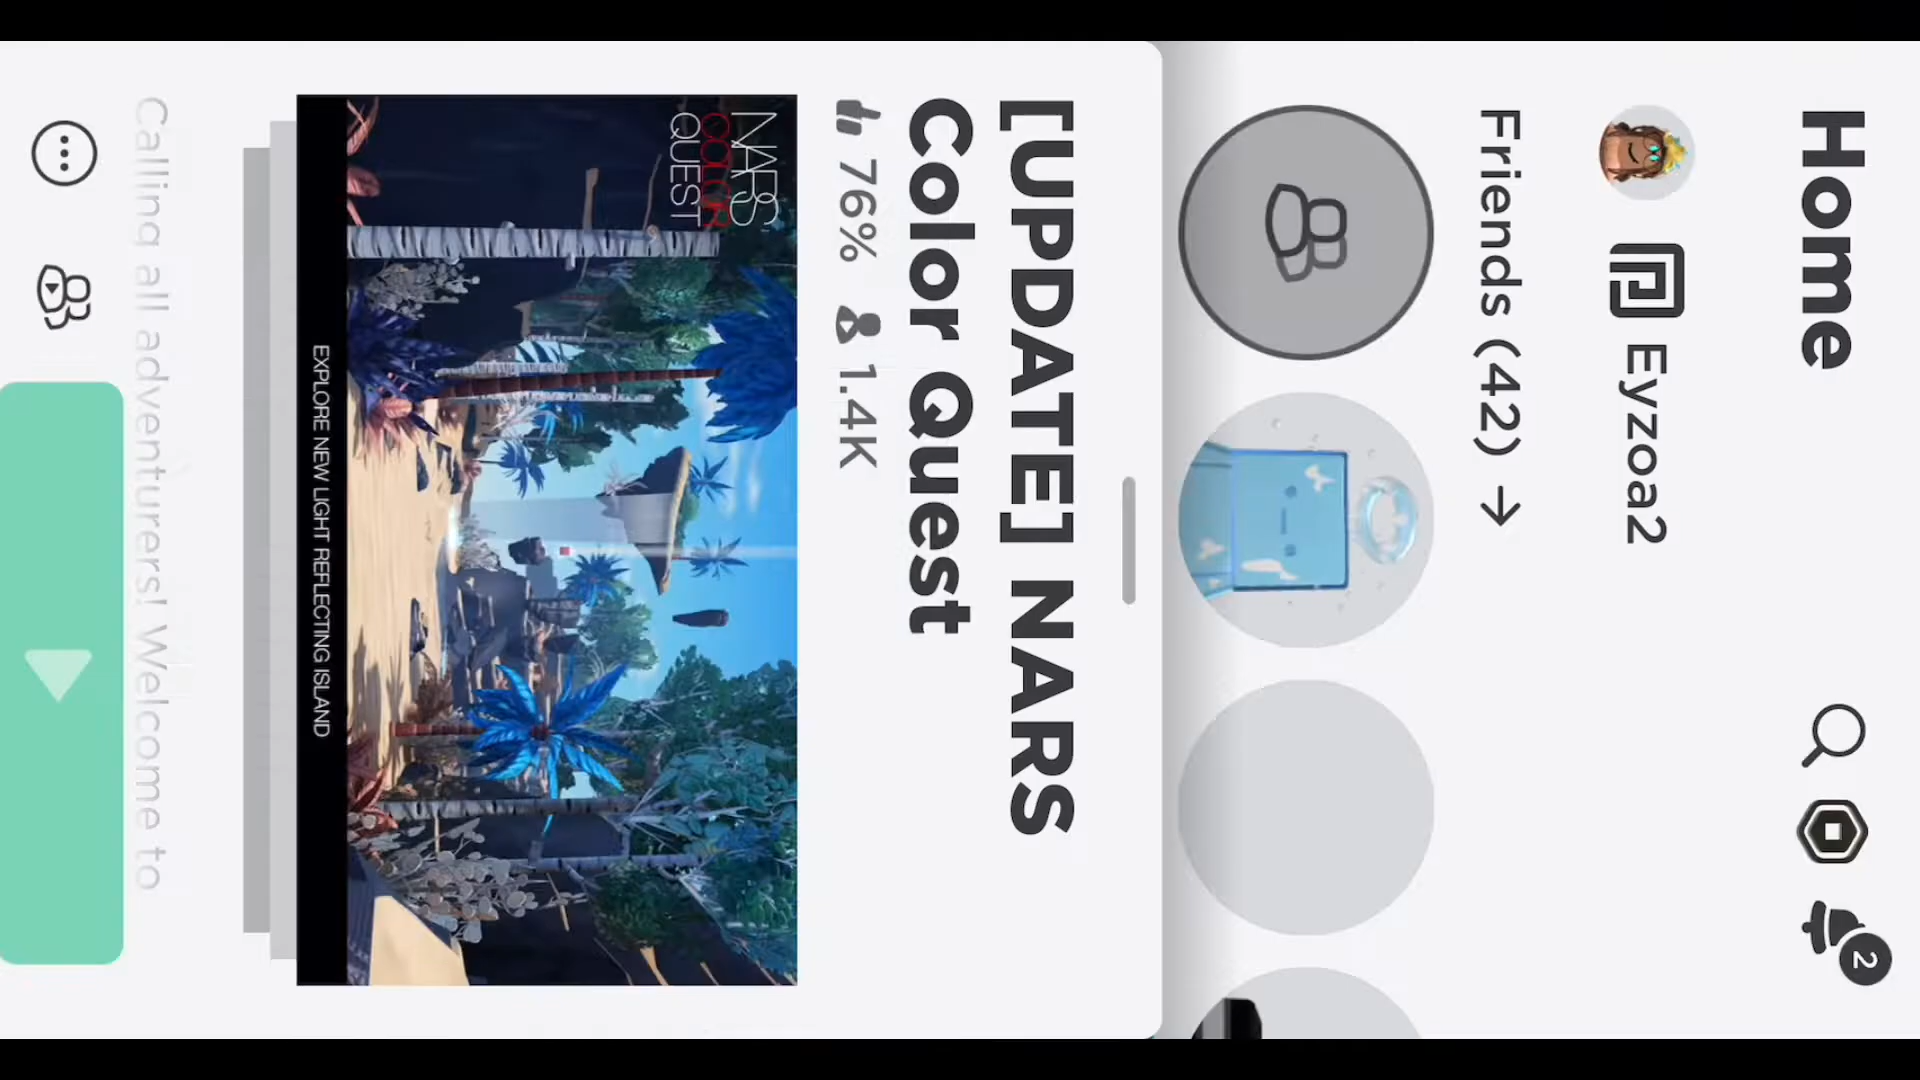 Home
2
Eyzoa2
Friends (42) →
[UPDATE] NARS
Color Quest
76% 1.4K
NARS
COLOR
QUEST
EXPLORE NEW LIGHT REFLECTING ISLAND
Calling all adventurers! Welcome to